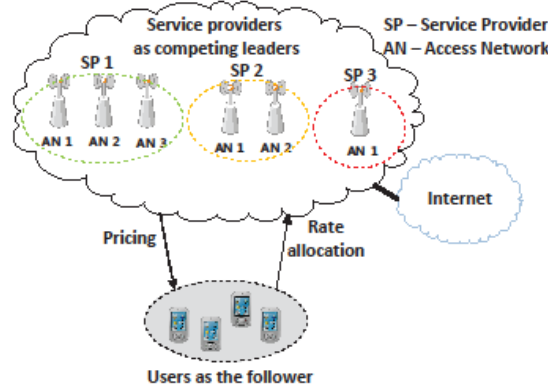 Service providers
as competing leaders
SP – Service Provider
AN – Access Network
SP 1
SP 2
SP 3
AN 1
AN 2
AN 3
AN 1
AN 2
AN 1
Internet
Pricing
Rate
allocation
Users as the follower